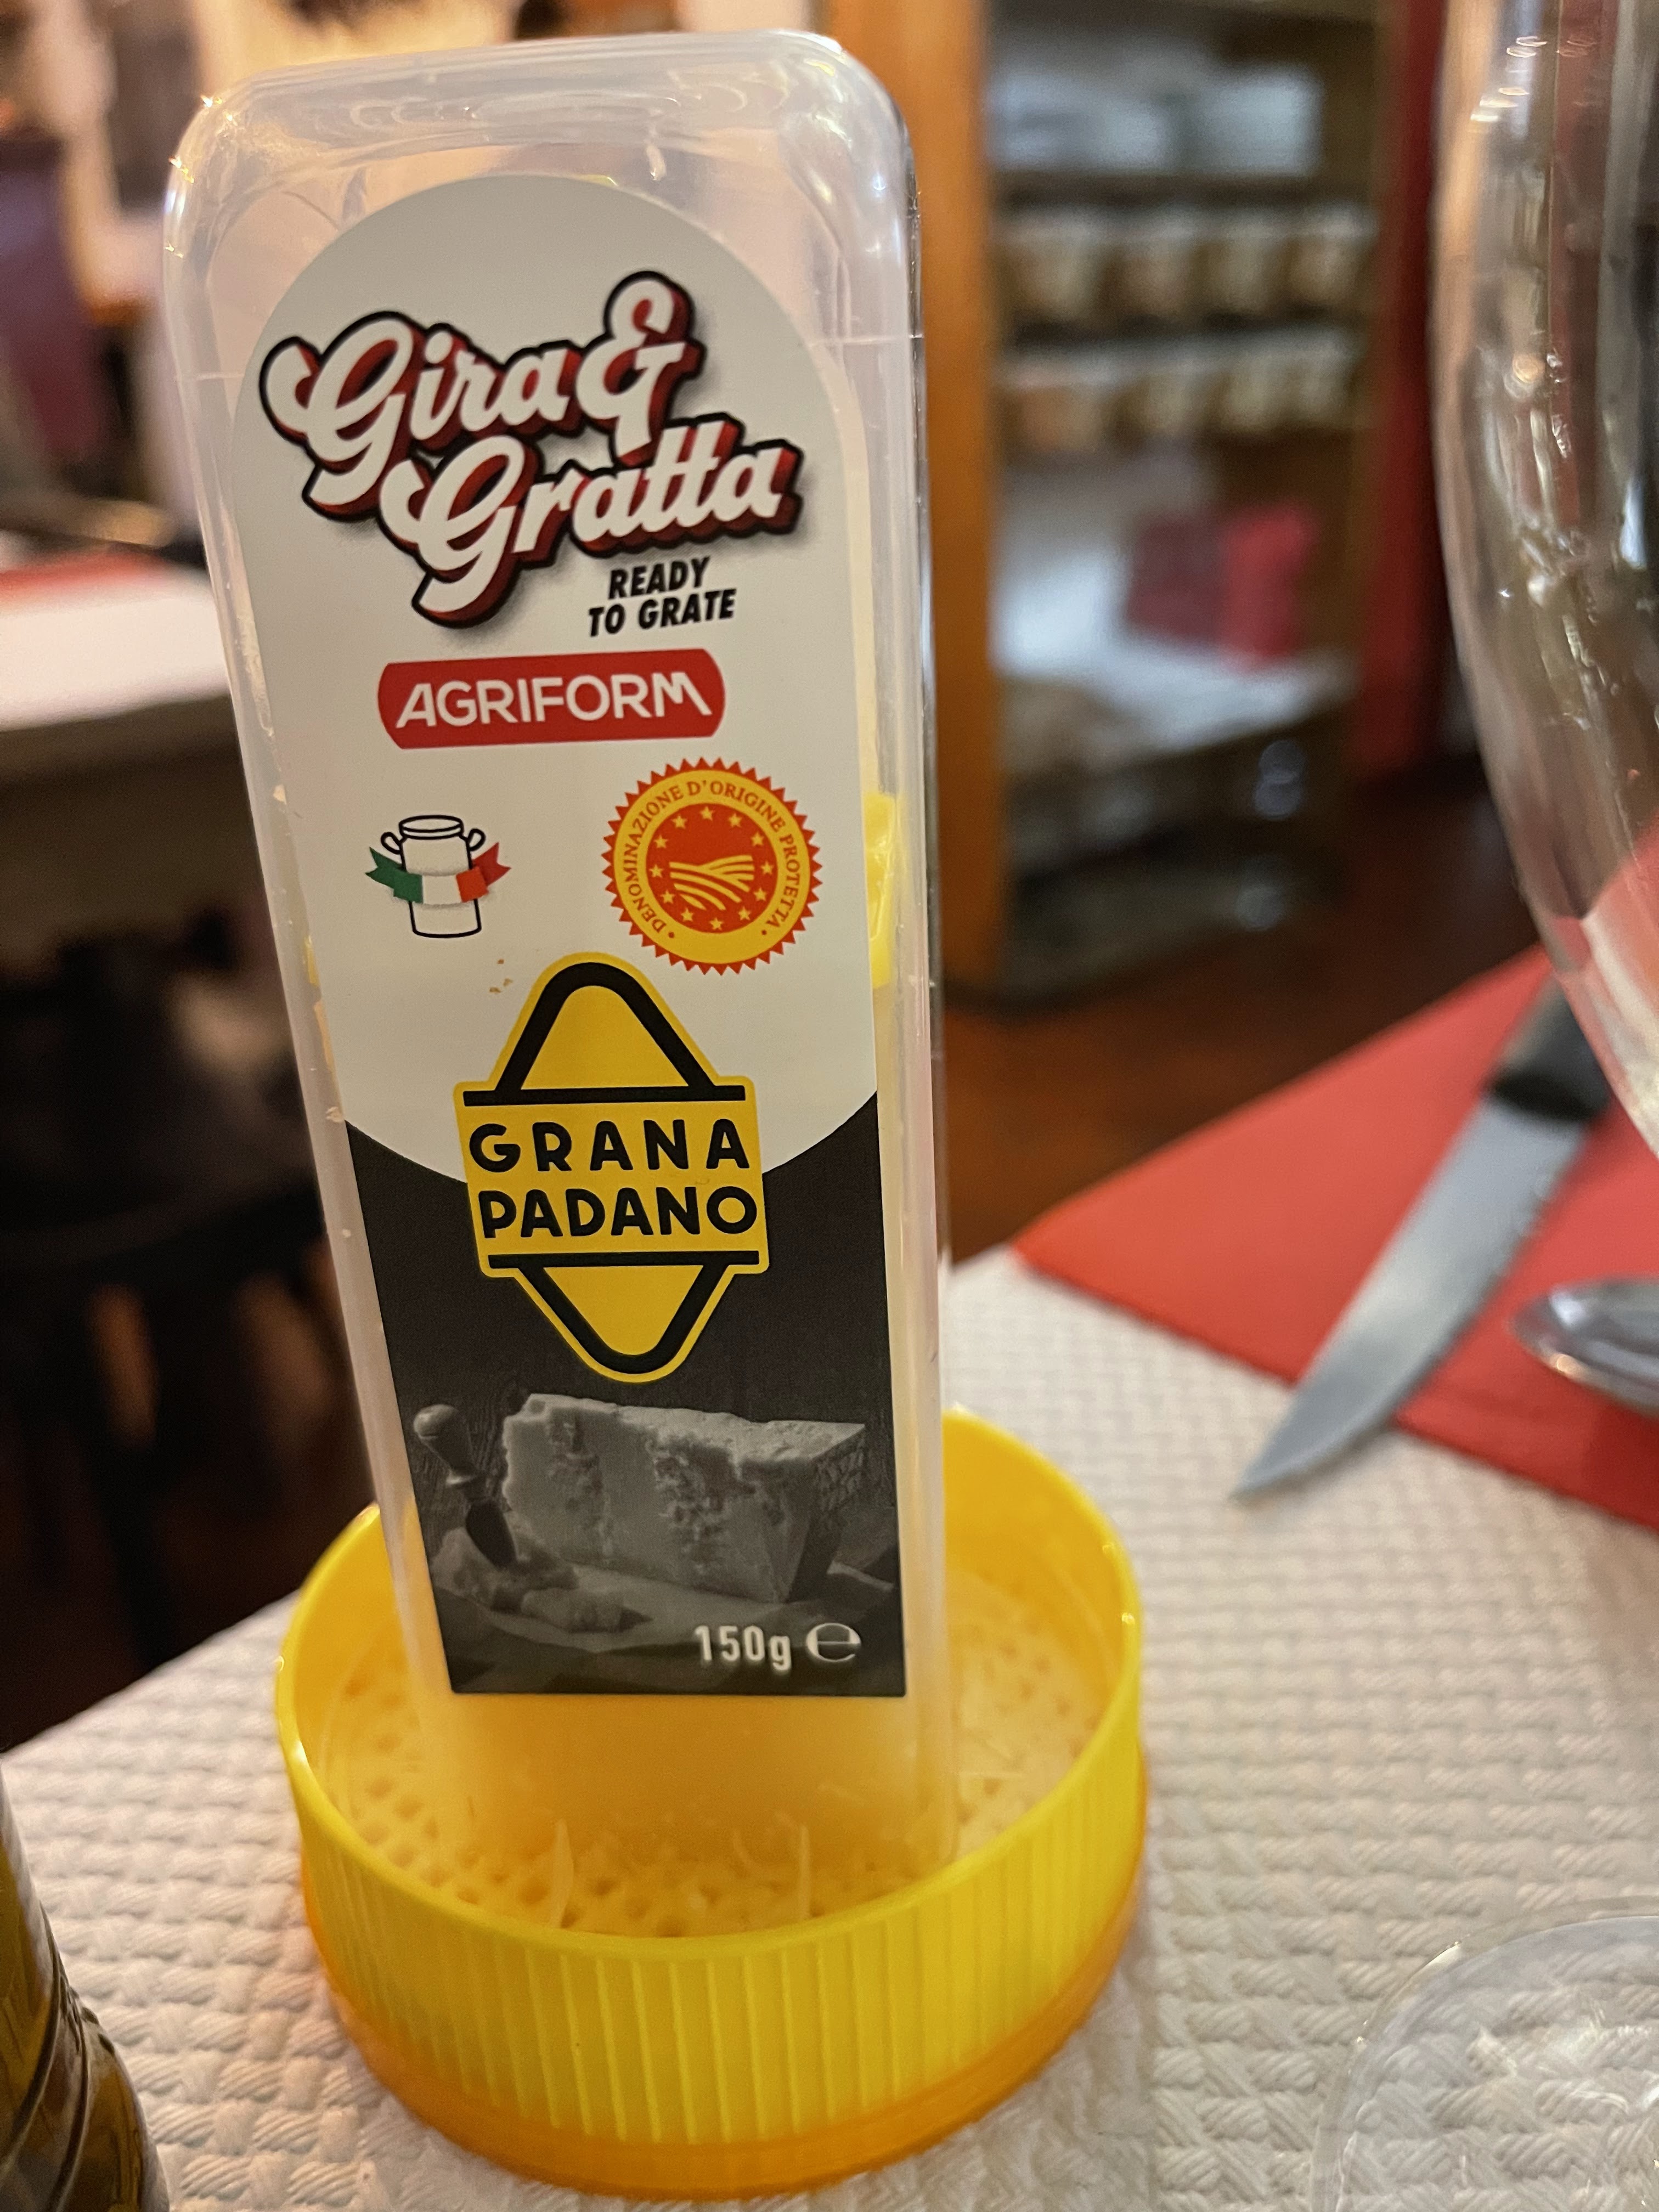 Gira&
Gratta
READY
TO GRATE
AGRIFORM
• DENOMINAZIONE D'ORIGINE PROTETTA •
GRANA
PADANO
150g ℮